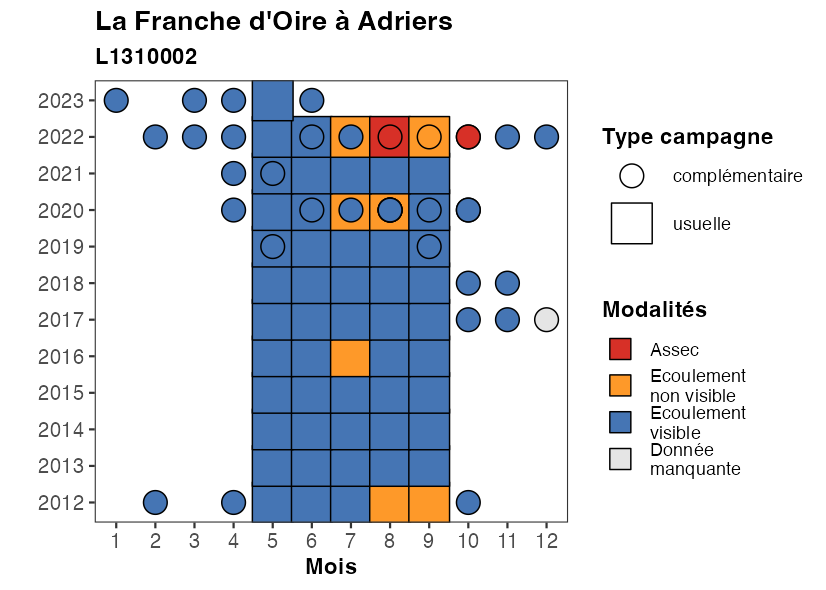 La Franche d'Oire à Adriers
L1310002
2023
2022
2021
2020
2019
2018
2017
2016
2015
2014
2013
2012
1 2 3 4 5 6 7 8 9 10 11 12
Mois
Type campagne
complémentaire
usuelle
Modalités
Assec
Ecoulement
non visible
Ecoulement
visible
Donnée
manquante